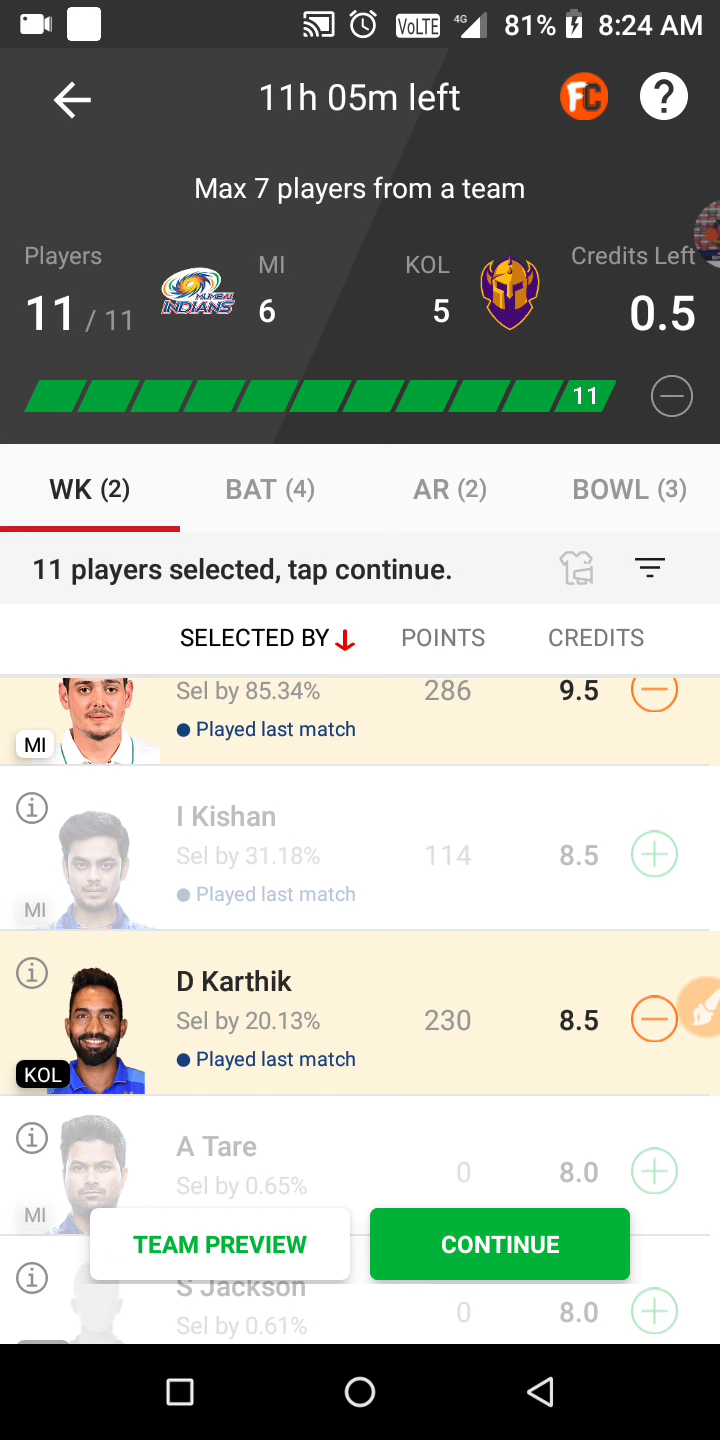 VoLTE 4G 81% 8:24 AM
11h 05m left
FC
?
Max 7 players from a team
Players
MI
KOL
Credits Left
11 / 11
MUMBAI INDIANS
6
5
0.5
11
WK (2) BAT (4) AR (2) BOWL (3)
11 players selected, tap continue.
SELECTED BY POINTS CREDITS
Sel by 85.34% 286 9.5
Played last match
MI
I Kishan
Sel by 31.18% 114 8.5
Played last match
MI
D Karthik
Sel by 20.13% 230 8.5
Played last match
KOL
A Tare
Sel by 0.65% 0 8.0
MI
TEAM PREVIEW CONTINUE
S Jackson
Sel by 0.61% 0 8.0